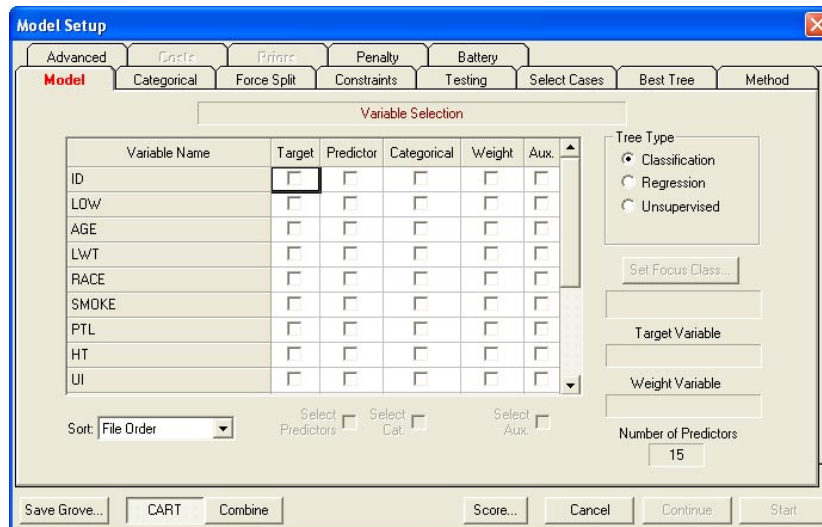 Model Setup
Advanced Costs Priors Penalty Battery
Model Categorical Force Split Constraints Testing Select Cases Best Tree Method
Variable Selection
Variable Name Target Predictor Categorical Weight Aux.
ID
LOW
AGE
LWT
RACE
SMOKE
PTL
HT
UI
Sort: File Order
Select Predictors
Select Cat.
Select Aux.
Tree Type
Classification
Regression
Unsupervised
Set Focus Class...
Target Variable
Weight Variable
Number of Predictors
15
Save Grove... CART Combine Score... Cancel Continue Start